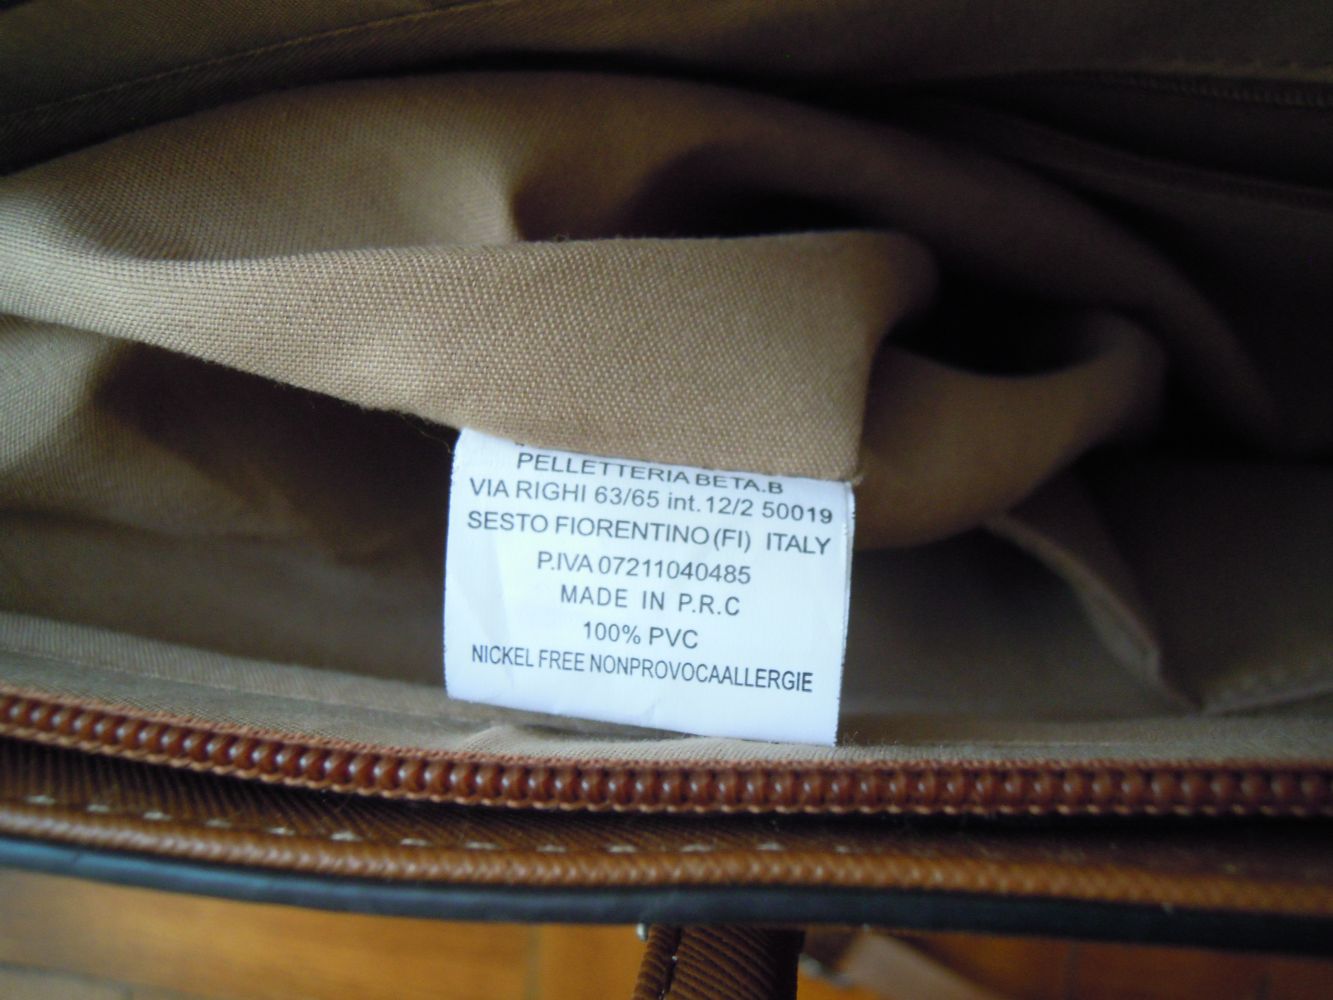 PELLETTERIA BETA.B
VIA RIGHI 63/65 int.12/2 50019
SESTO FIORENTINO (FI) ITALY
P.IVA 07211040485
MADE IN P.R.C
100% PVC
NICKEL FREE NONPROVOCAALLERGIE